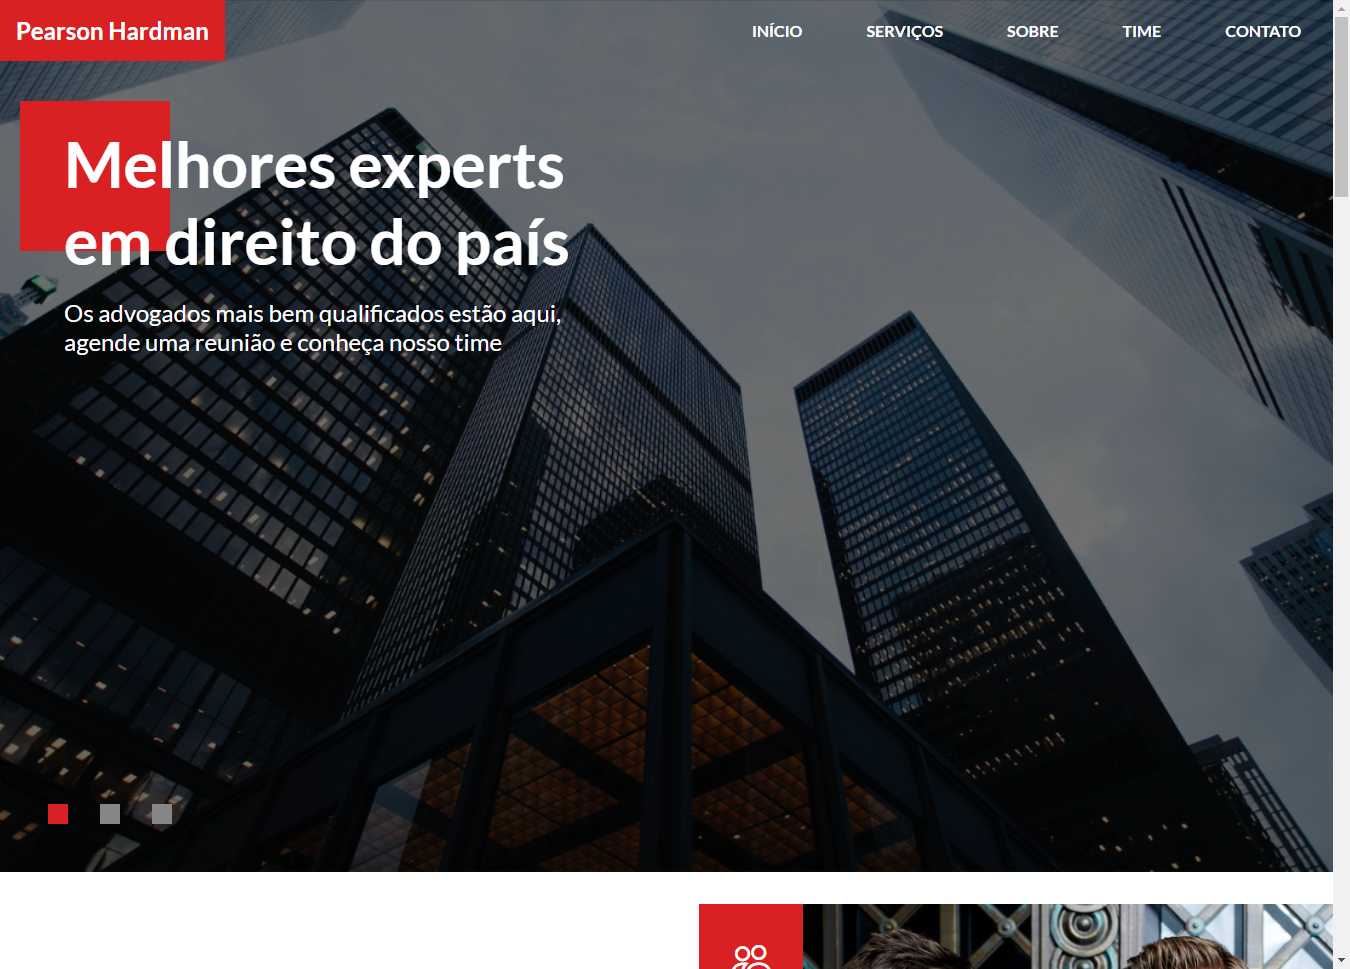 Pearson Hardman
INÍCIO
SERVIÇOS
SOBRE
TIME
CONTATO
Melhores experts
em direito do país
Os advogados mais bem qualificados estão aqui,
agende uma reunião e conheça nosso time